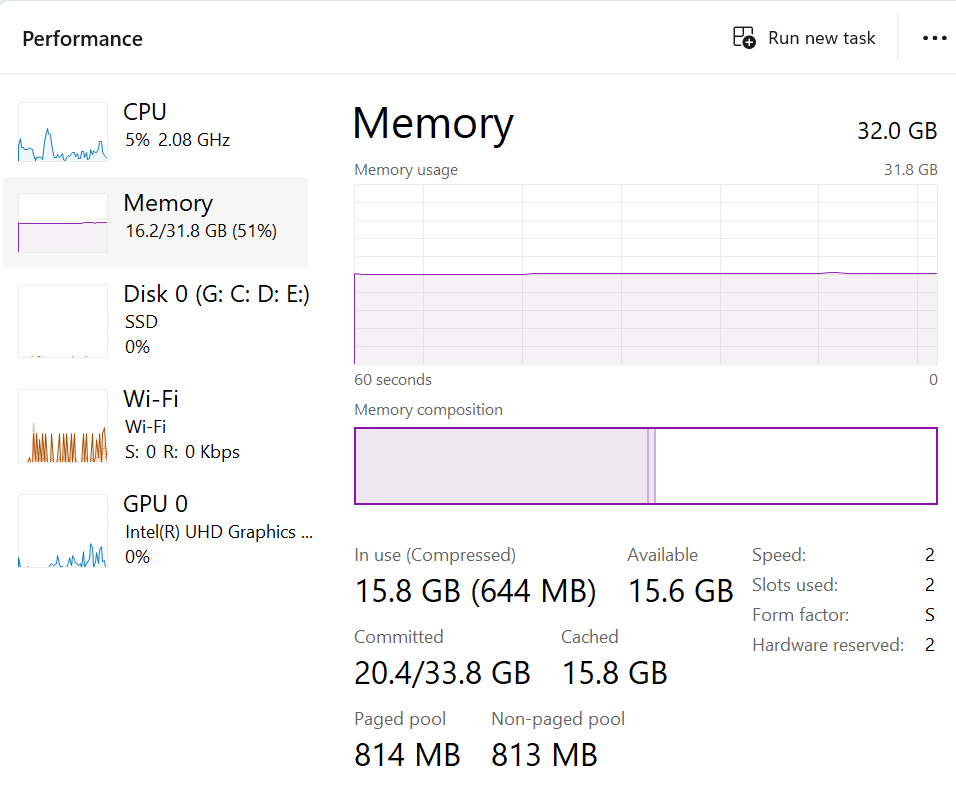 Performance
Run new task
CPU
5% 2.08 GHz
Memory
16.2/31.8 GB (51%)
Disk 0 (G: C: D: E:)
SSD
0%
Wi-Fi
Wi-Fi
S: 0 R: 0 Kbps
GPU 0
Intel(R) UHD Graphics ...
0%
Memory 32.0 GB
Memory usage 31.8 GB
60 seconds 0
Memory composition
In use (Compressed) Available
15.8 GB (644 MB) 15.6 GB
Committed Cached
20.4/33.8 GB 15.8 GB
Paged pool Non-paged pool
814 MB 813 MB
Speed: 2
Slots used: 2
Form factor: S
Hardware reserved: 2